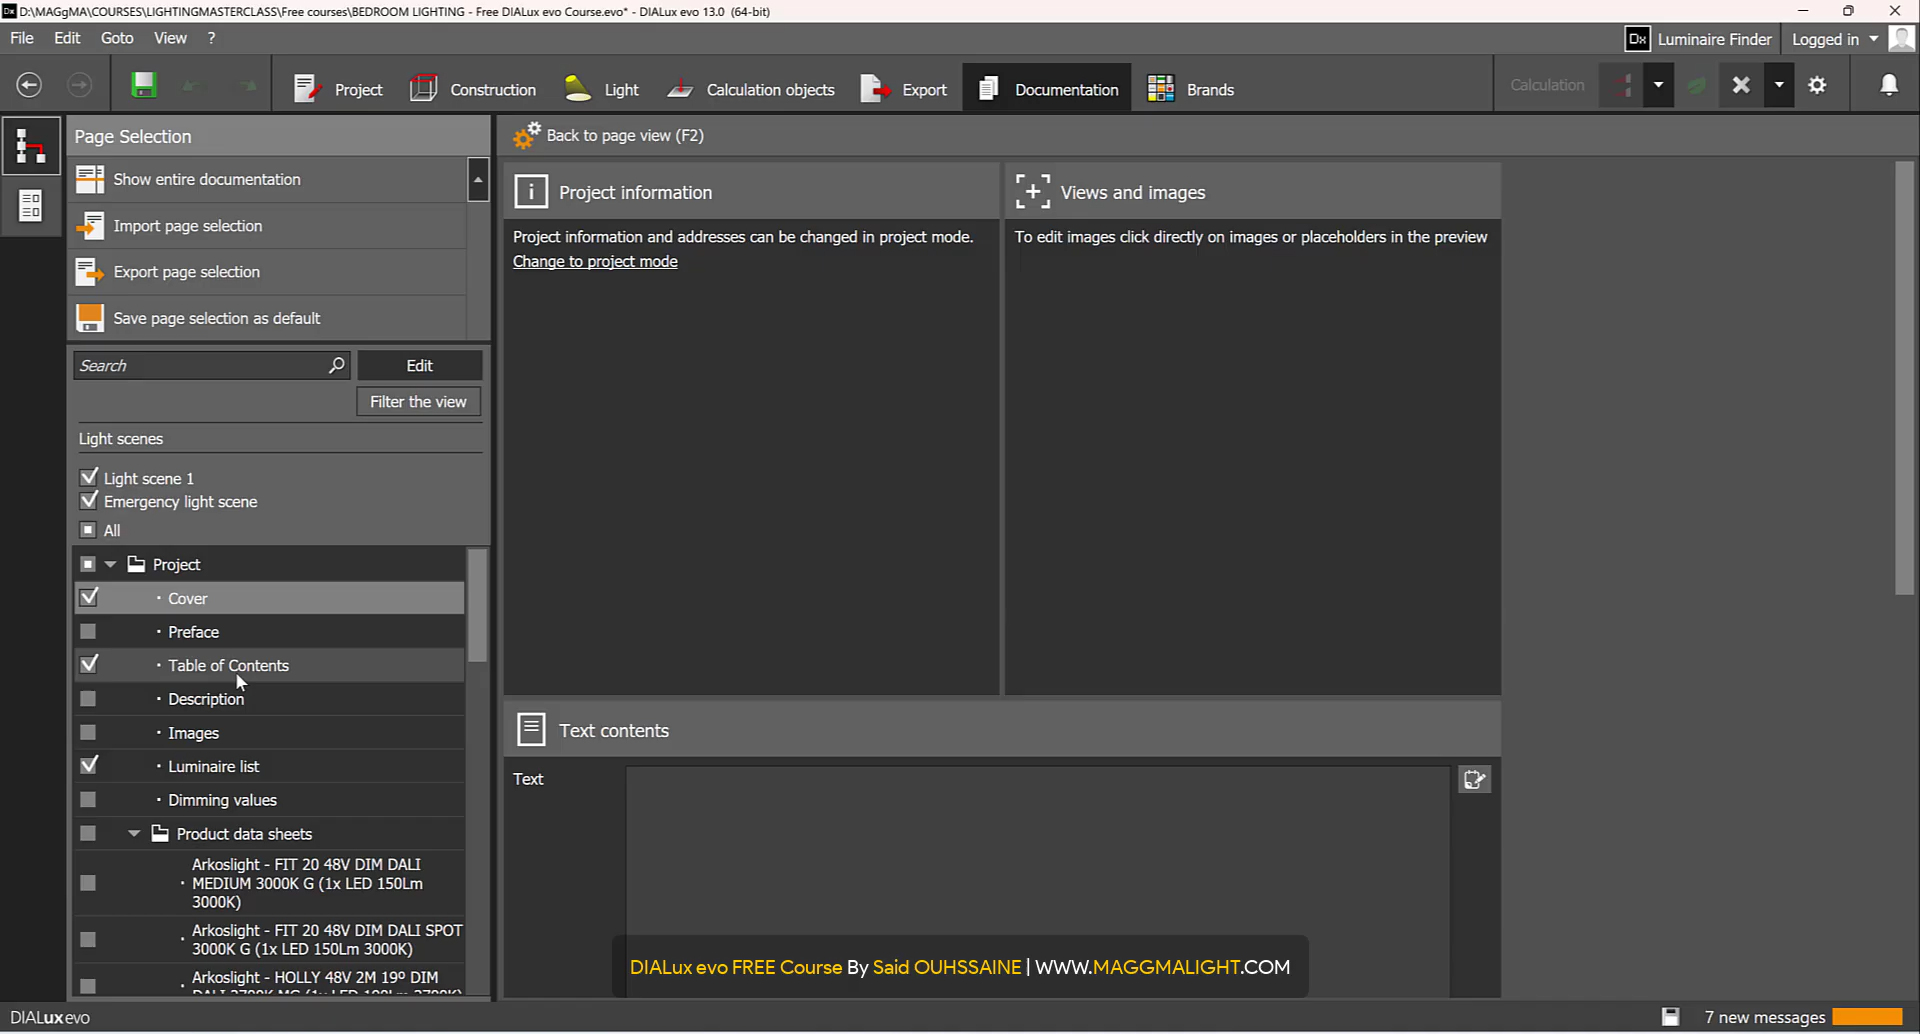 D:\MAGgMA\COURSES\LIGHTINGMASTERCLASS\Free courses\BEDROOM LIGHTING - Free DIALux evo Course.evo* - DIALux evo 13.0 (64-bit)
File Edit Goto View ?
Dx Luminaire Finder Logged in
Project Construction Light Calculation objects Export Documentation Brands Calculation
Page Selection
Show entire documentation
Import page selection
Export page selection
Save page selection as default
Search Edit
Filter the view
Light scenes
Light scene 1
Emergency light scene
All
Project
Cover
Preface
Table of Contents
Description
Images
Luminaire list
Dimming values
Product data sheets
Arkoslight - FIT 20 48V DIM DALI
MEDIUM 3000K G (1x LED 150Lm
3000K)
Arkoslight - FIT 20 48V DIM DALI SPOT
3000K G (1x LED 150Lm 3000K)
Arkoslight - HOLLY 48V 2M 19º DIM
Back to page view (F2)
Project information
Project information and addresses can be changed in project mode.
Change to project mode
Views and images
To edit images click directly on images or placeholders in the preview
Text contents
Text
DIALux evo FREE Course By Said OUHSSAINE | WWW.MAGGMALIGHT.COM
DIALux evo
7 new messages